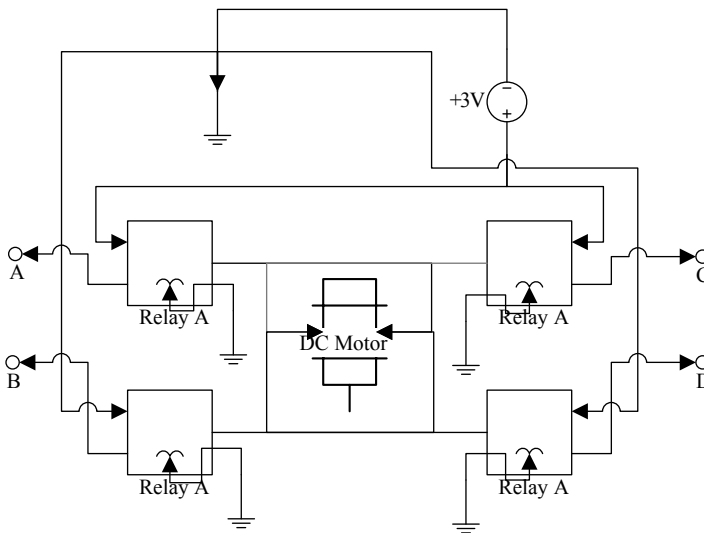 +3V
−
+
A
C
Relay A
Relay A
DC Motor
B
D
Relay A
Relay A